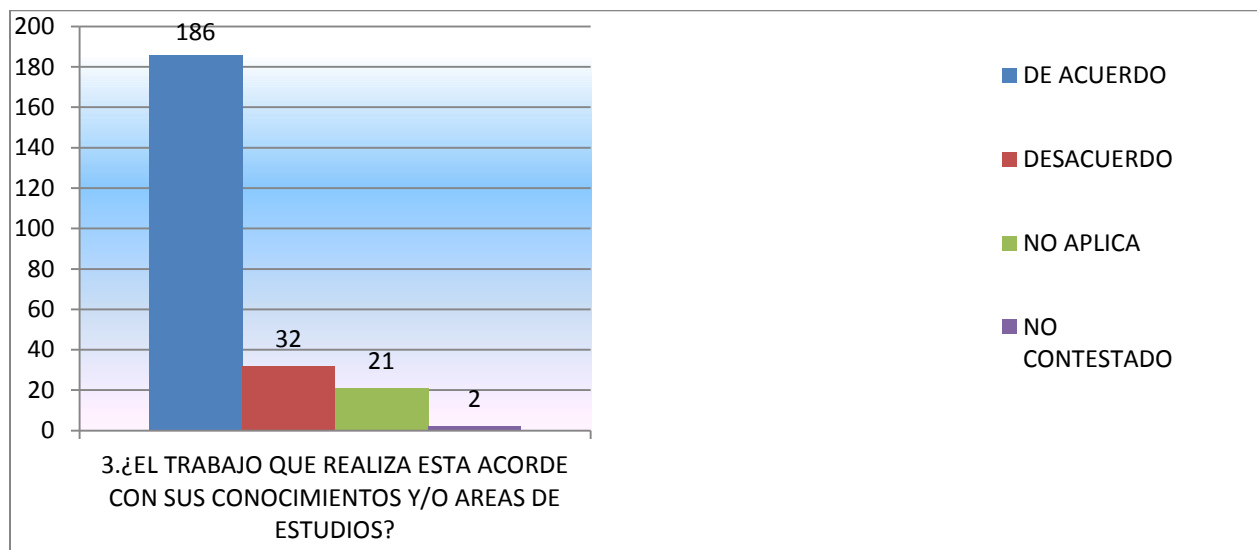 200
180
160
140
120
100
80
60
40
20
0
186
32
21
2
3.¿EL TRABAJO QUE REALIZA ESTA ACORDE
CON SUS CONOCIMIENTOS Y/O AREAS DE
ESTUDIOS?
DE ACUERDO
DESACUERDO
NO APLICA
NO
CONTESTADO